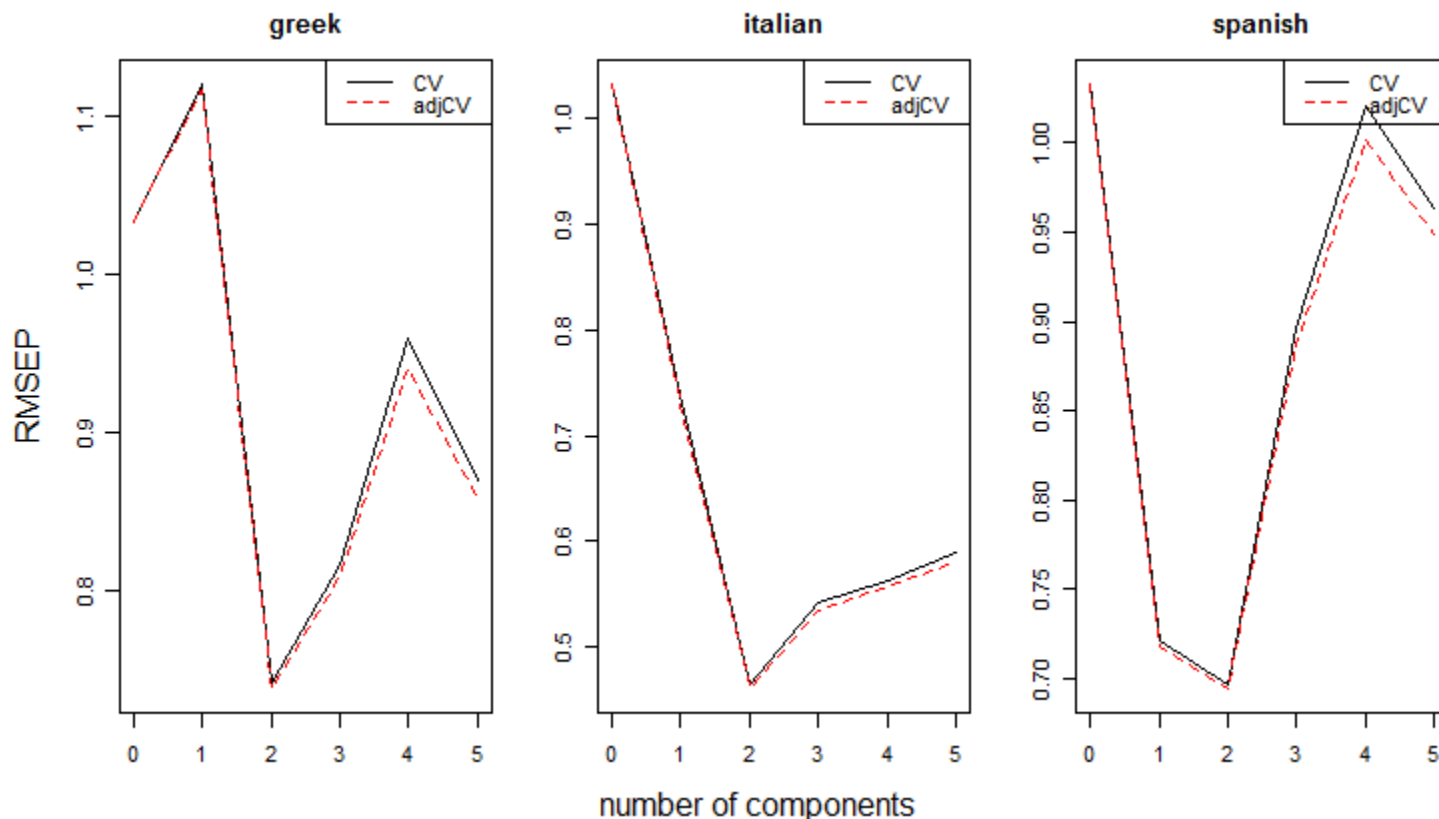 greek
CV
adjCV
1.1
1.0
0.9
0.8
0 1 2 3 4 5
italian
CV
adjCV
1.0
0.9
0.8
0.7
0.6
0.5
0 1 2 3 4 5
spanish
CV
adjCV
1.00
0.95
0.90
0.85
0.80
0.75
0.70
0 1 2 3 4 5
RMSEP
number of components